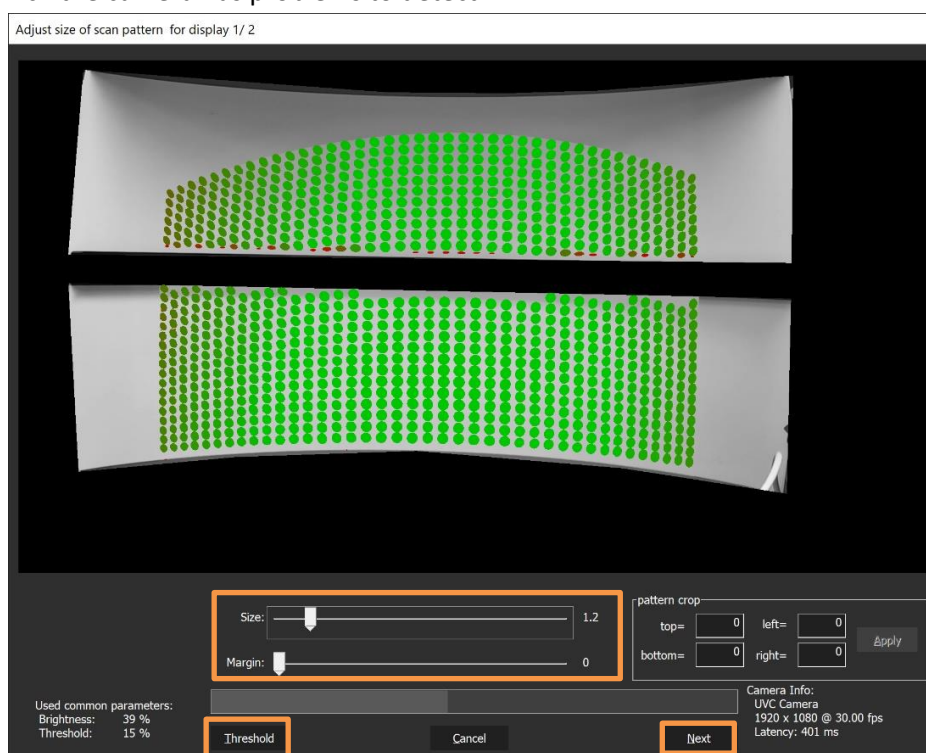 Adjust size of scan pattern for display 1/ 2
Size: 1.2
Margin: 0
pattern crop
top= 0 left= 0
bottom= 0 right= 0
Apply
Used common parameters:
Brightness: 39 %
Threshold: 15 %
Threshold
Cancel
Next
Camera Info:
UVC Camera
1920 x 1080 @ 30.00 fps
Latency: 401 ms